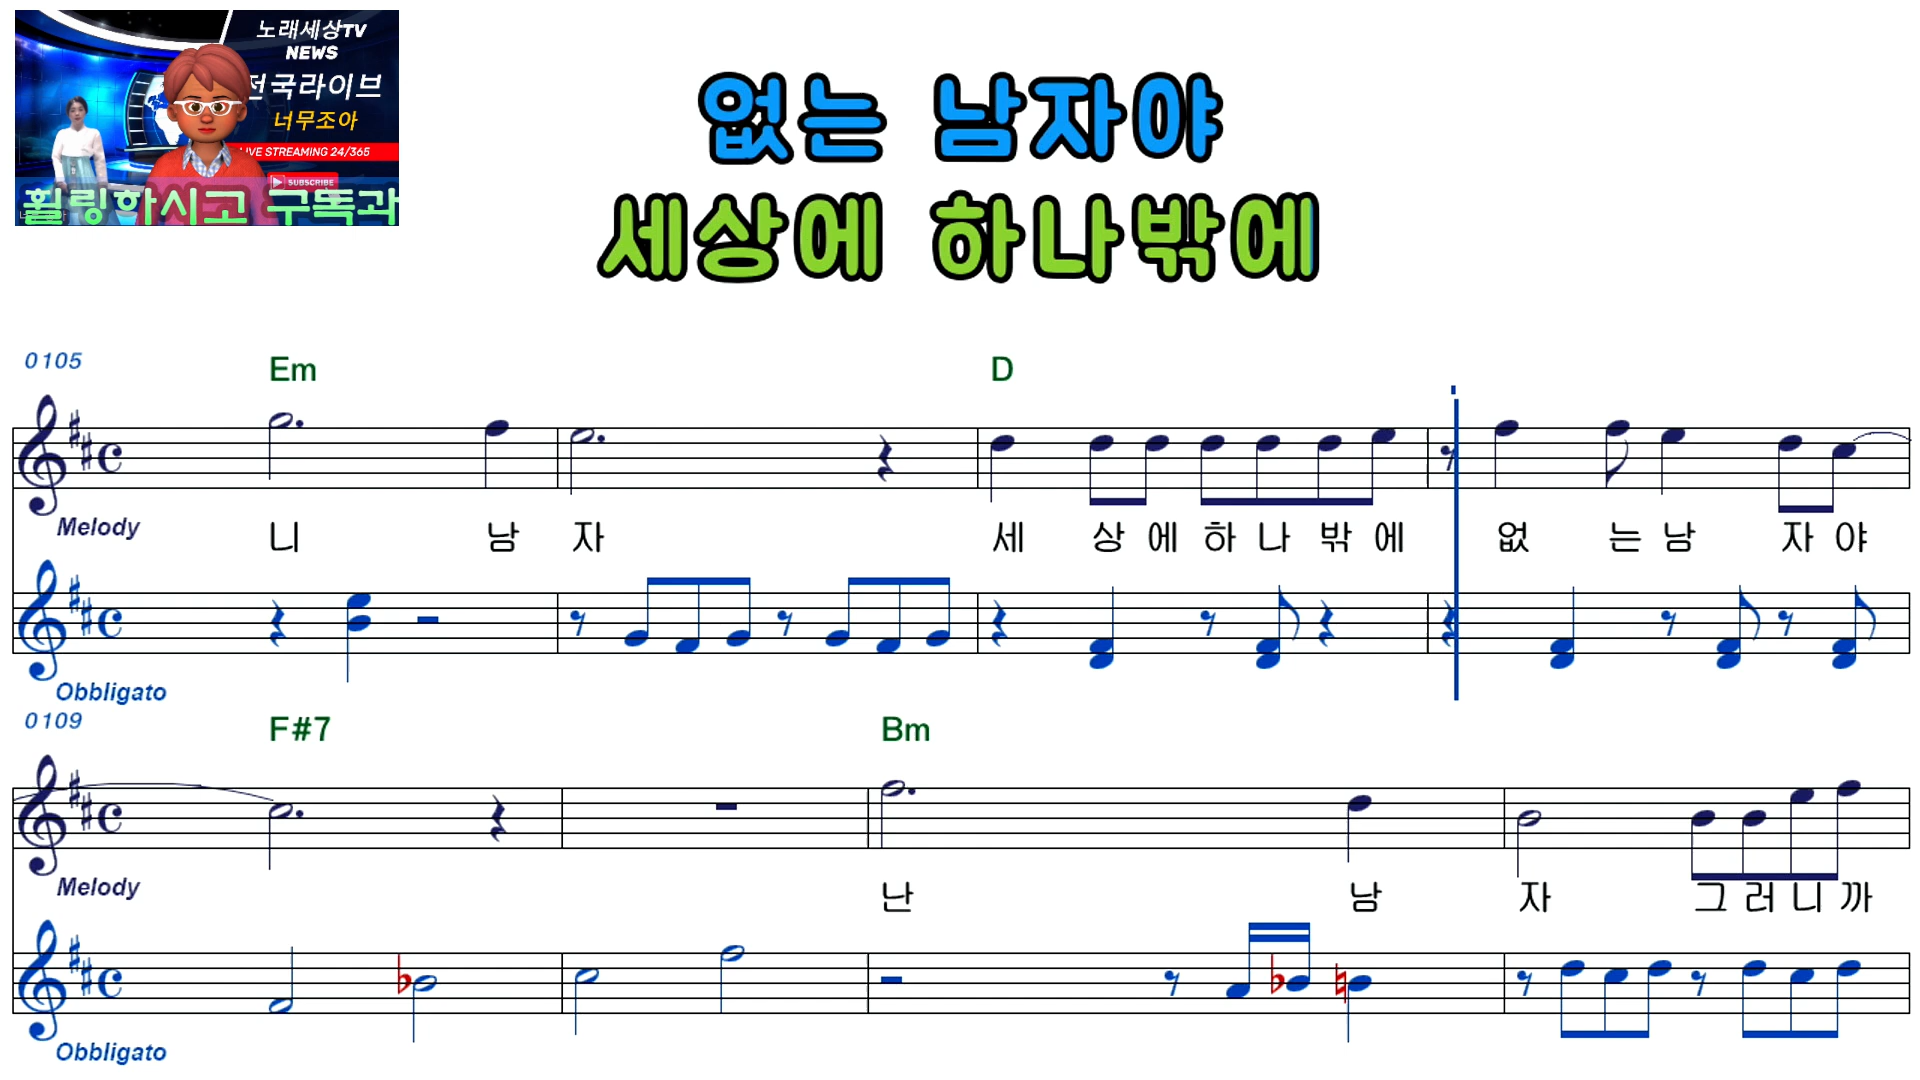 노래세상TV
NEWS
전국라이브
너무조아
LIVE STREAMING 24/365
SUBSCRIBE
힐링하시고 구독과
없는 남자야
세상에 하나밖에
0105
Em D
Melody
니 남 자 세 상 에 하 나 밖 에 없 는 남 자 야
Obbligato
0109
F#7 Bm
Melody
난 남 자 그 러 니 까
Obbligato